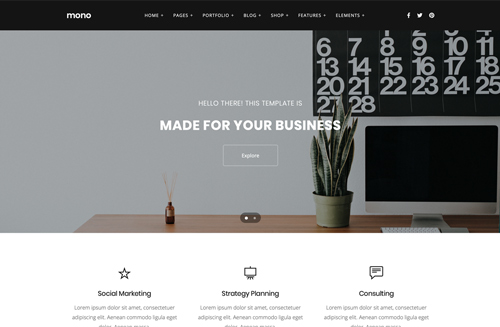 mono
HOME + PAGES + PORTFOLIO + BLOG + SHOP + FEATURES + ELEMENTS +
6 7 8 9 10 11
13 14 15 16 17 18
20 21 22 23 24 25
27 28
HELLO THERE! THIS TEMPLATE IS
MADE FOR YOUR BUSINESS
Explore
Social Marketing
Lorem ipsum dolor sit amet, consectetuer
adipiscing elit. Aenean commodo ligula eget
Strategy Planning
Lorem ipsum dolor sit amet, consectetuer
adipiscing elit. Aenean commodo ligula eget
Consulting
Lorem ipsum dolor sit amet, consectetuer
adipiscing elit. Aenean commodo ligula eget